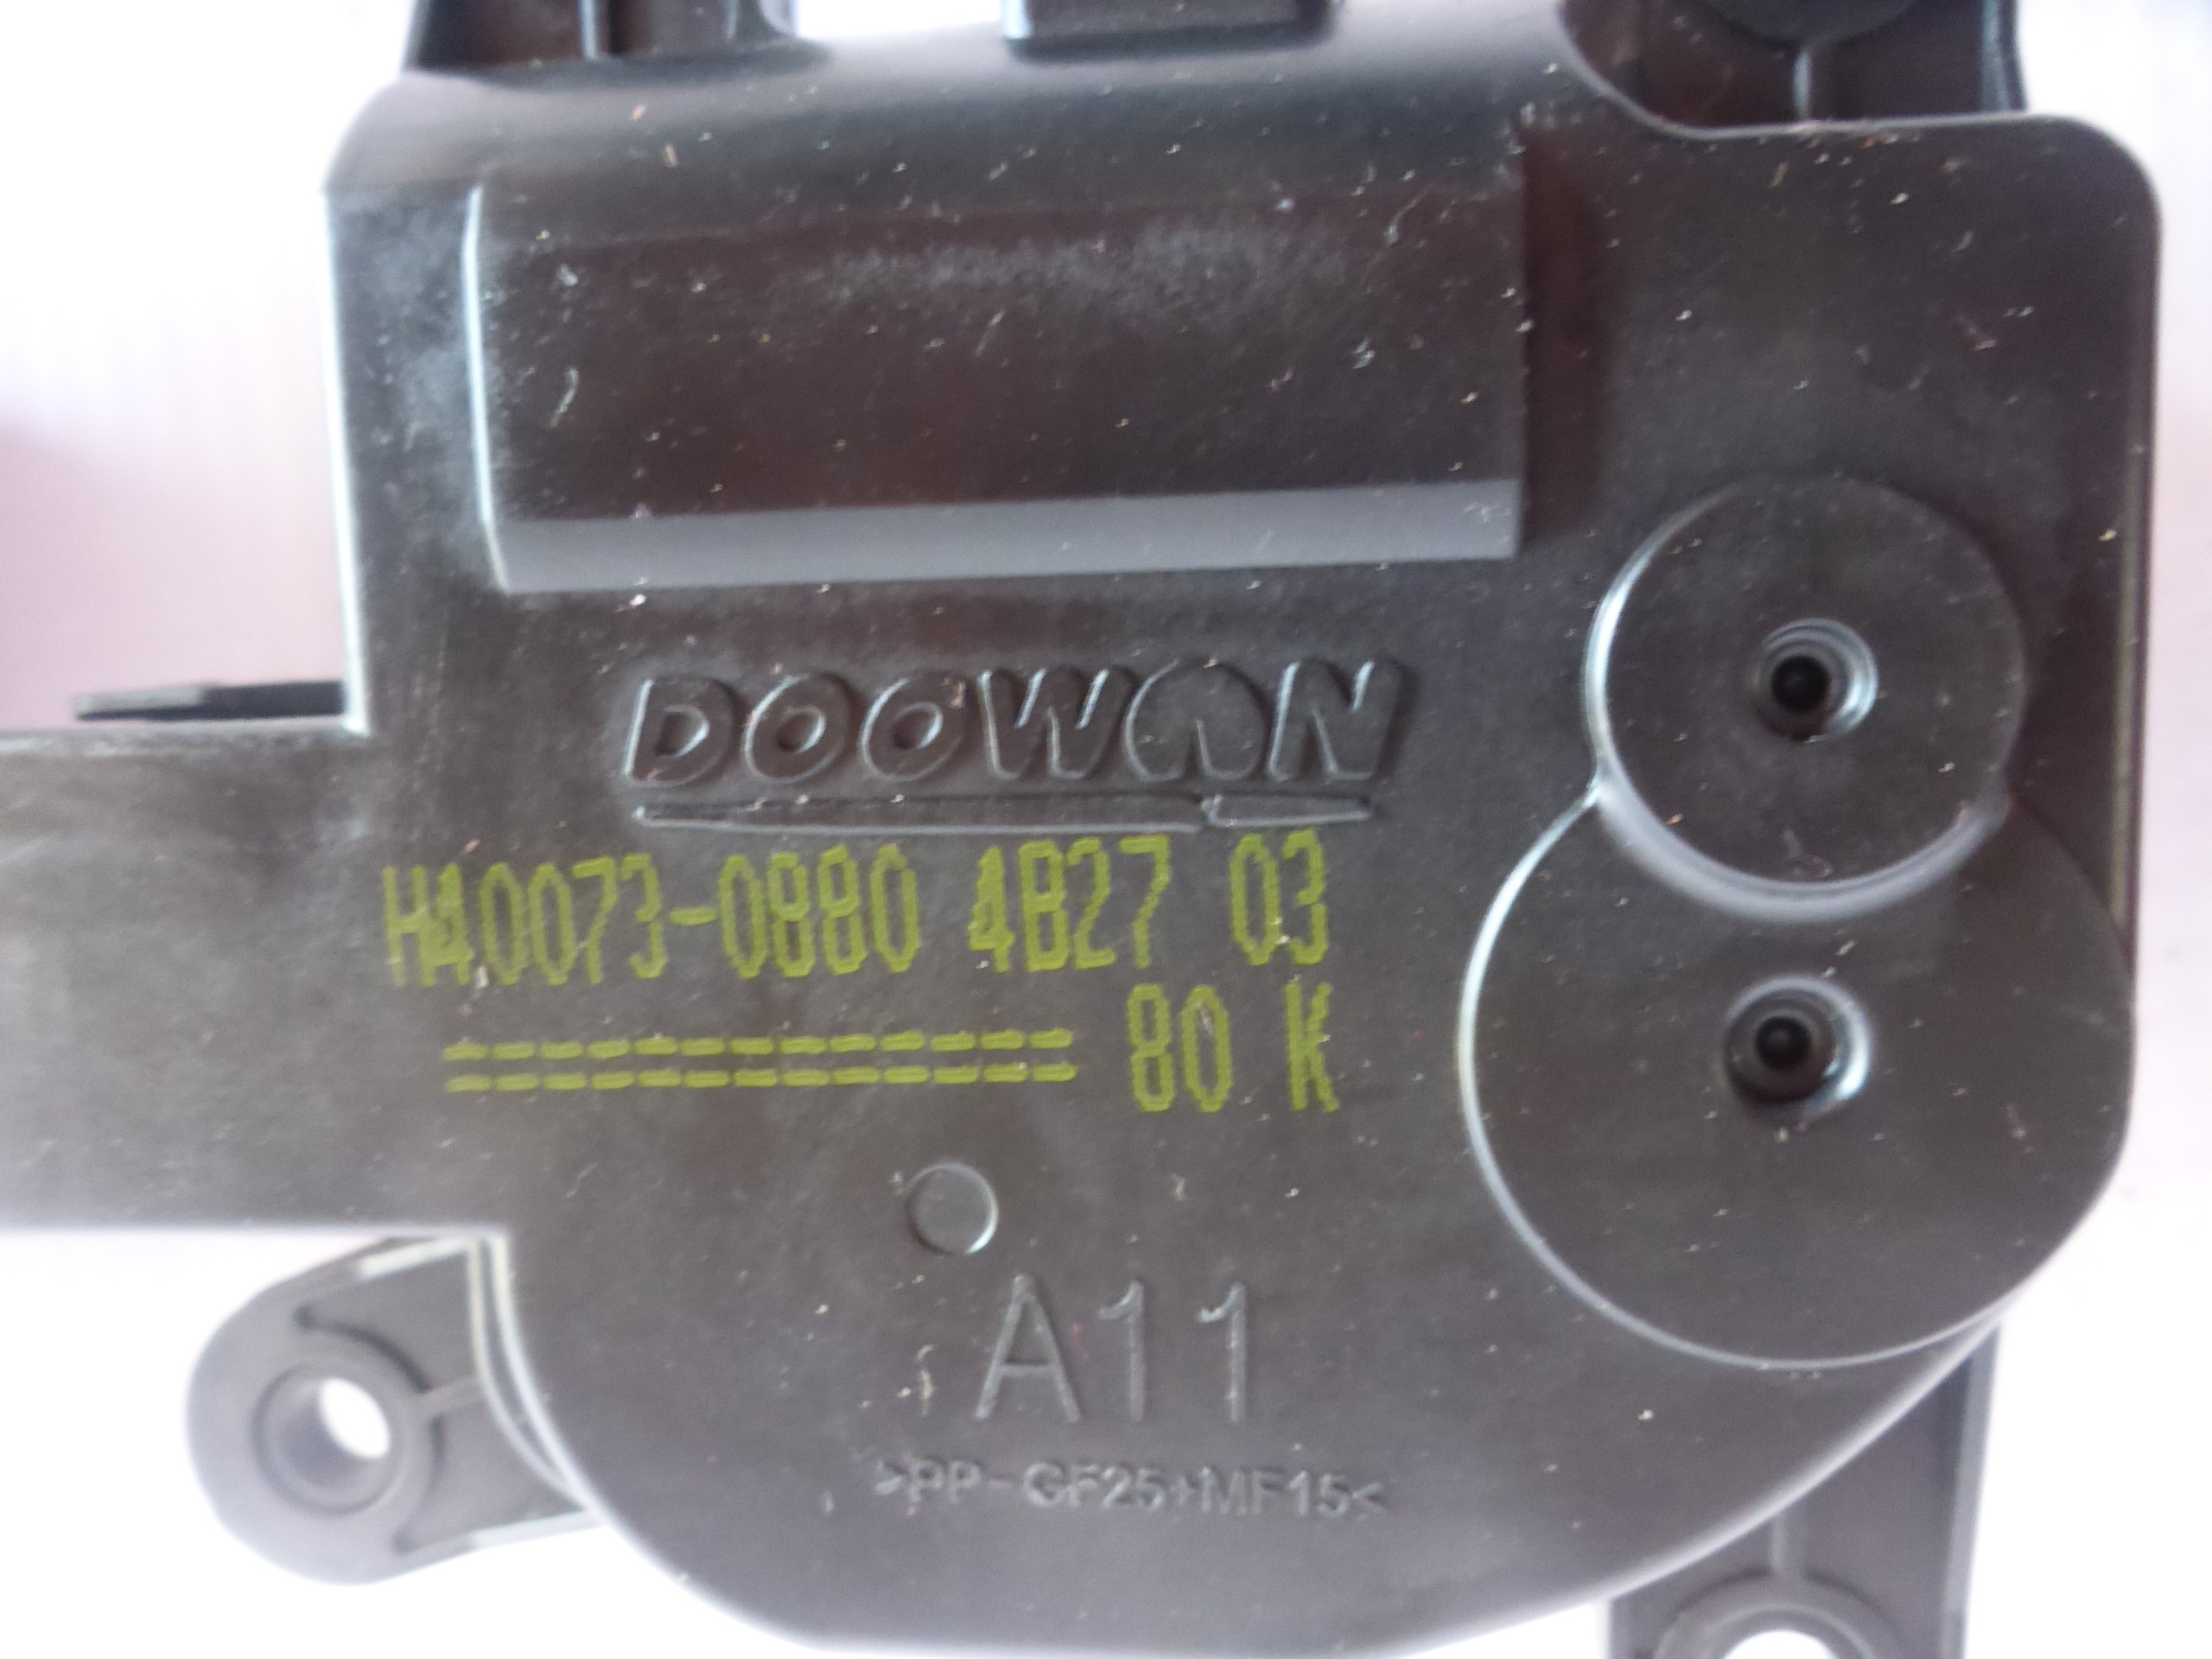 DOOWON
HA0073-0880 4B27 03
============= 80 K
A11
>PP-GF25+MF15<